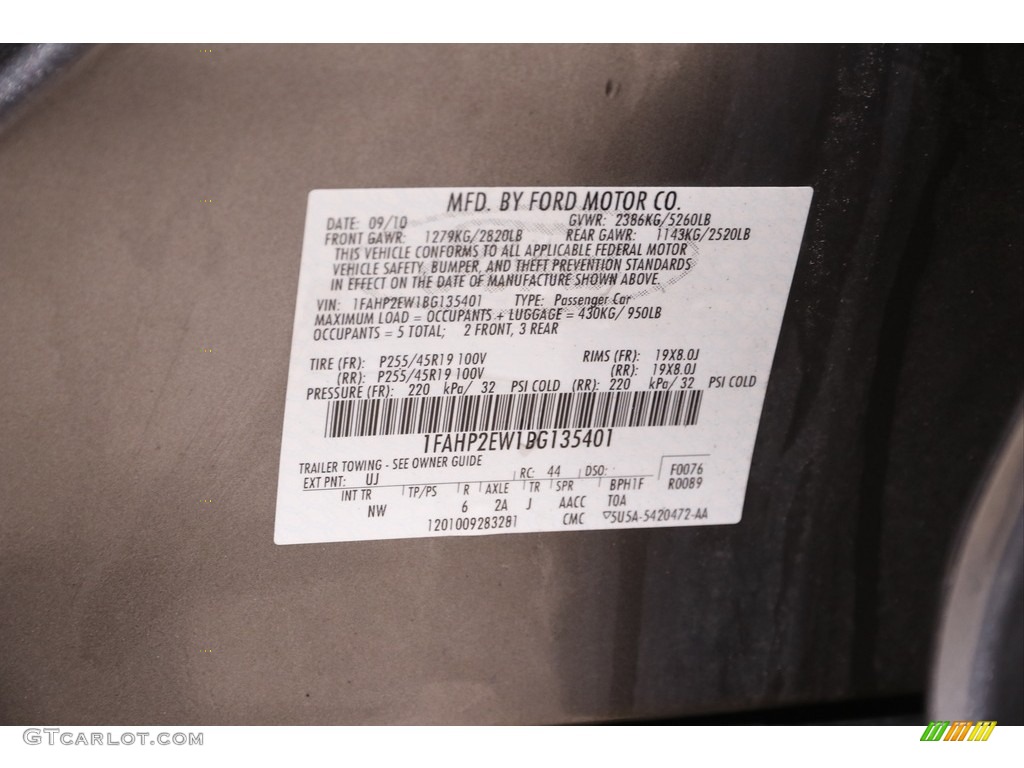 MFD. BY FORD MOTOR CO.
DATE: 09/10 GVWR: 2386KG/5260LB
FRONT GAWR: 1279KG/2820LB REAR GAWR: 1143KG/2520LB
THIS VEHICLE CONFORMS TO ALL APPLICABLE FEDERAL MOTOR
VEHICLE SAFETY, BUMPER, AND THEFT PREVENTION STANDARDS
IN EFFECT ON THE DATE OF MANUFACTURE SHOWN ABOVE.
VIN: 1FAHP2EW1BG135401 TYPE: Passenger Car
MAXIMUM LOAD = OCCUPANTS + LUGGAGE = 430KG/ 950LB
OCCUPANTS = 5 TOTAL; 2 FRONT, 3 REAR
TIRE (FR): P255/45R19 100V RIMS (FR): 19X8.0J
(RR): P255/45R19 100V (RR): 19X8.0J
PRESSURE (FR): 220 kPa/ 32 PSI COLD (RR): 220 kPa/ 32 PSI COLD
1FAHP2EW1BG135401
TRAILER TOWING - SEE OWNER GUIDE
EXT PNT: UJ RC: 44 DSO: F0076
R0089
INT TR TP/PS R AXLE TR SPR BPH1F
NW 6 2A J AACC TOA
1201009283281 CMC ▽5U5A-5420472-AA
GTCarlot.com